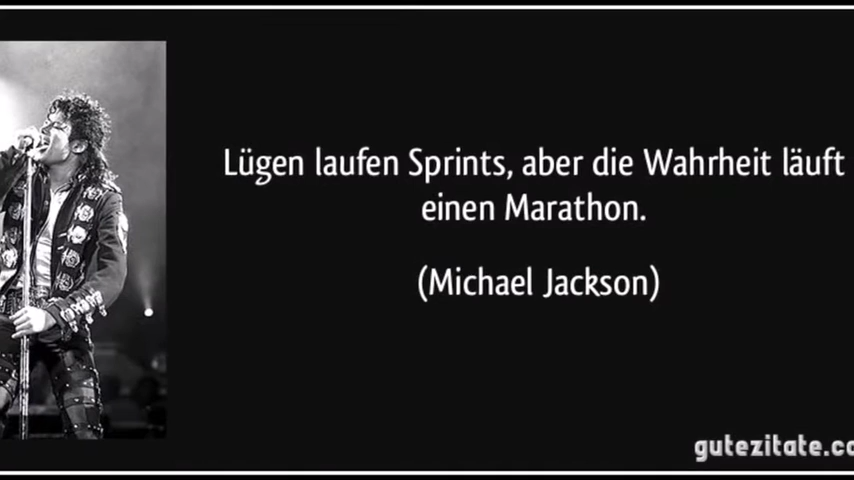 Lügen laufen Sprints, aber die Wahrheit läuft
einen Marathon.
(Michael Jackson)
gutezitate.co